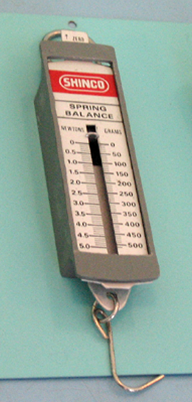 ↑ ZERO
SHINCO
SPRING
BALANCE
NEWTONS GRAMS
0 0
0.5 50
1.0 100
1.5 150
2.0 200
2.5 250
3.0 300
3.5 350
4.0 400
4.5 450
5.0 500